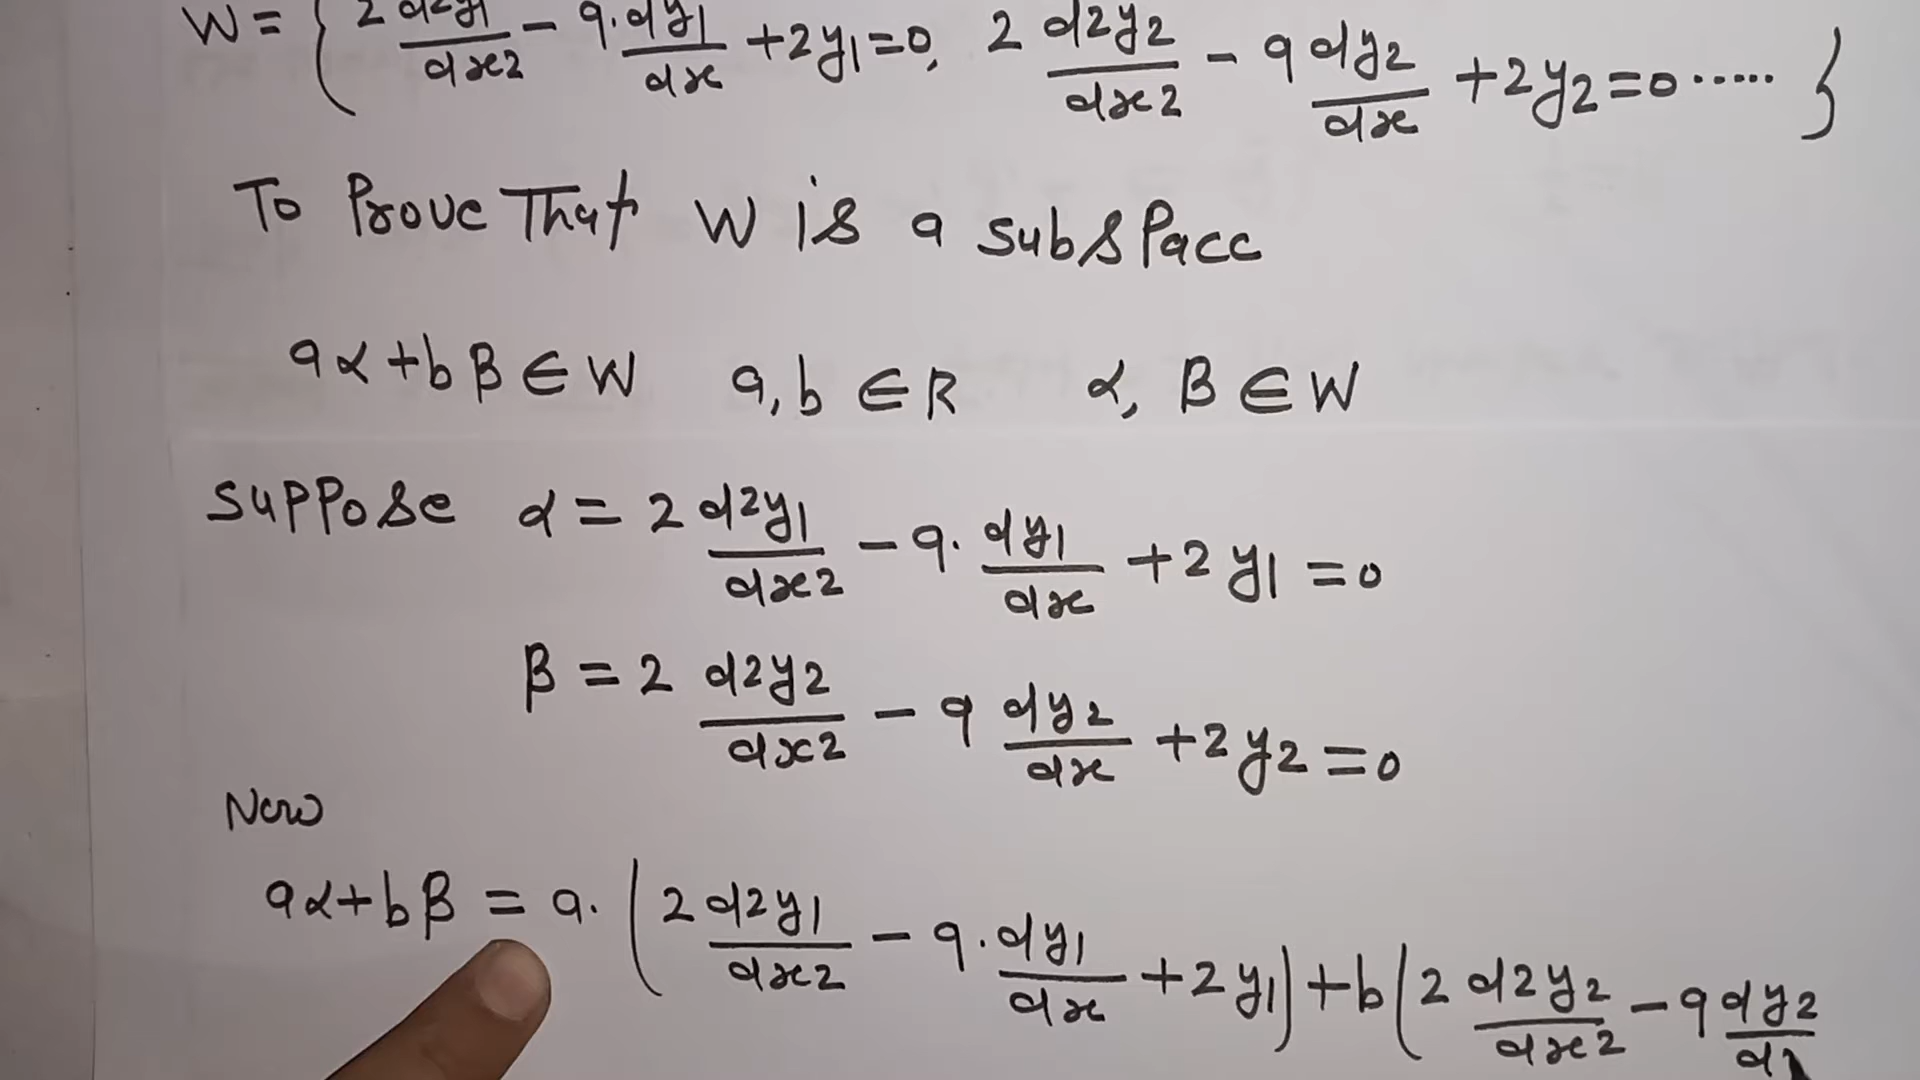 W = { 2 d2y1/dx2 - 9. dy1/dx + 2y1 = 0, 2 d2y2/dx2 - 9 dy2/dx + 2y2 = 0 ..... }
To Prove That W is a subspace
aα + bβ ∈ W a, b ∈ R α, β ∈ W
Suppose α = 2 d2y1/dx2 - 9. dy1/dx + 2y1 = 0
β = 2 d2y2/dx2 - 9 dy2/dx + 2y2 = 0
Now
aα + bβ = a. ( 2 d2y1/dx2 - 9. dy1/dx + 2y1 ) + b ( 2 d2y2/dx2 - 9 dy2/dx